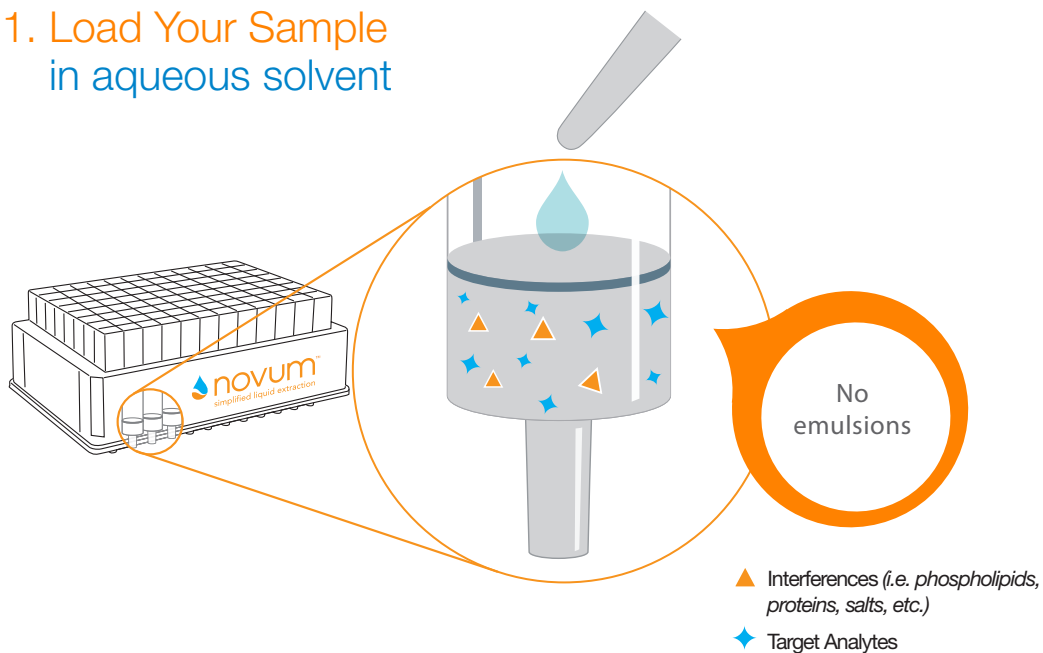 1. Load Your Sample
in aqueous solvent
novum™
simplified liquid extraction
No
emulsions
Interferences (i.e. phospholipids,
proteins, salts, etc.)
Target Analytes